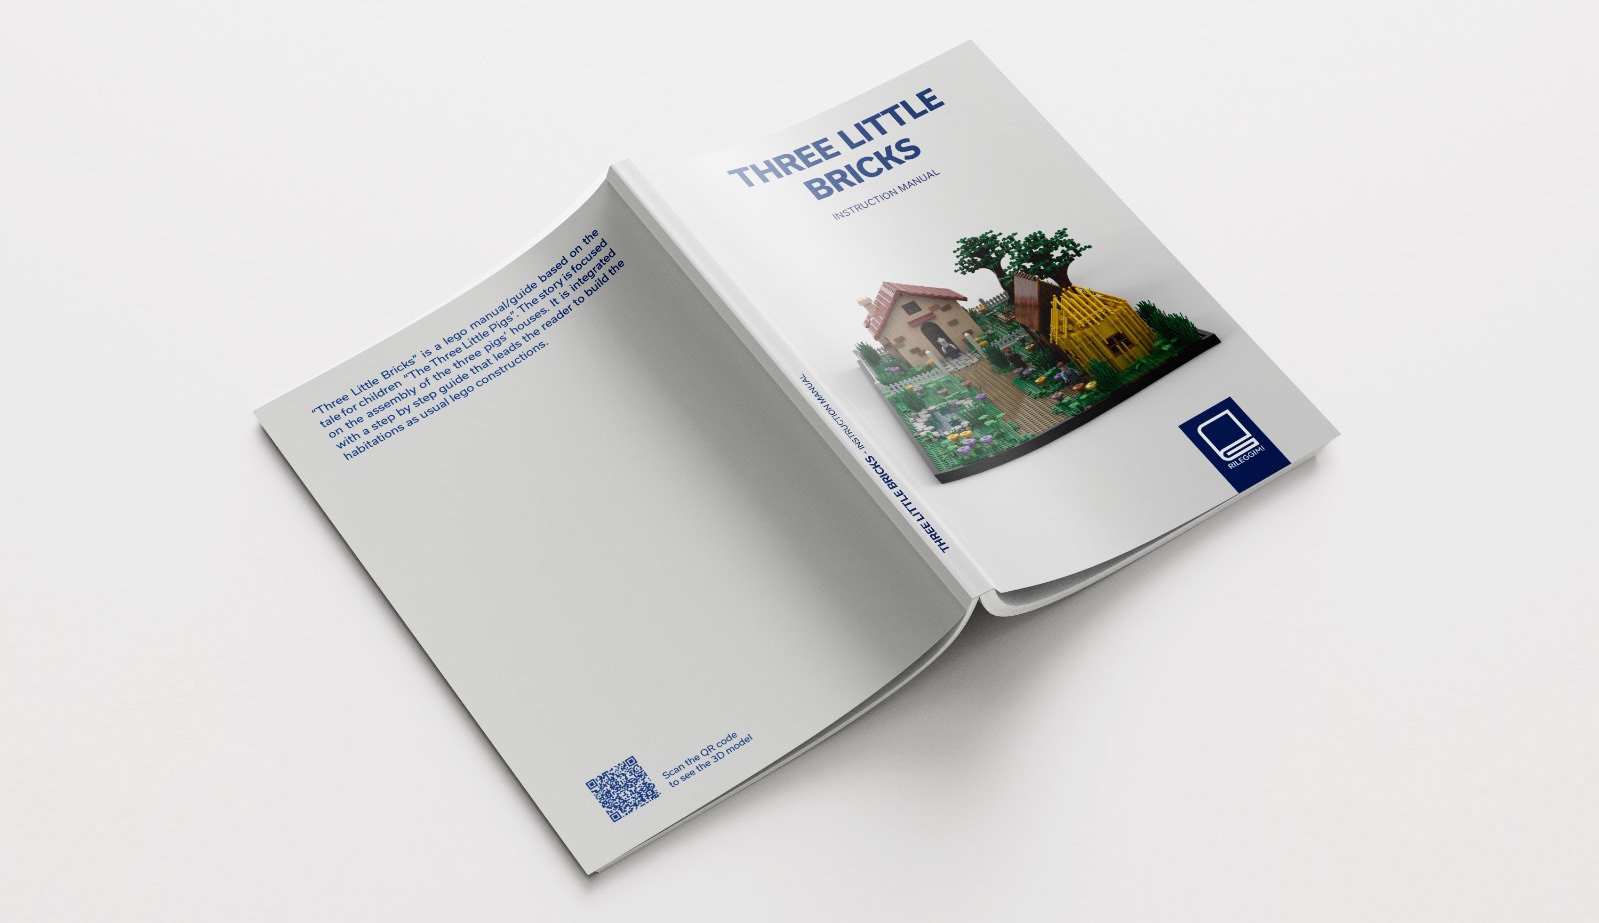 THREE LITTLE
BRICKS
INSTRUCTION MANUAL
RILEGGIMI
THREE LITTLE BRICKS - INSTRUCTION MANUAL
“Three Little Bricks” is a lego manual/guide based on the
tale for children “The Three Little Pigs”. The story is focused
on the assembly of the three pigs’ houses. It is integrated
with a step by step guide that leads the reader to build the
habitations as usual lego constructions.
Scan the QR code
to see the 3D model